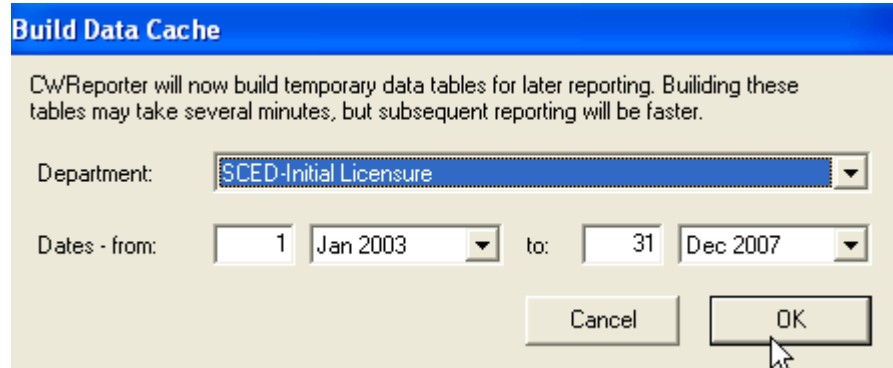 Build Data Cache
CWReporter will now build temporary data tables for later reporting. Builiding these
tables may take several minutes, but subsequent reporting will be faster.
Department: SCED-Initial Licensure
Dates - from: 1 Jan 2003 to: 31 Dec 2007
Cancel OK